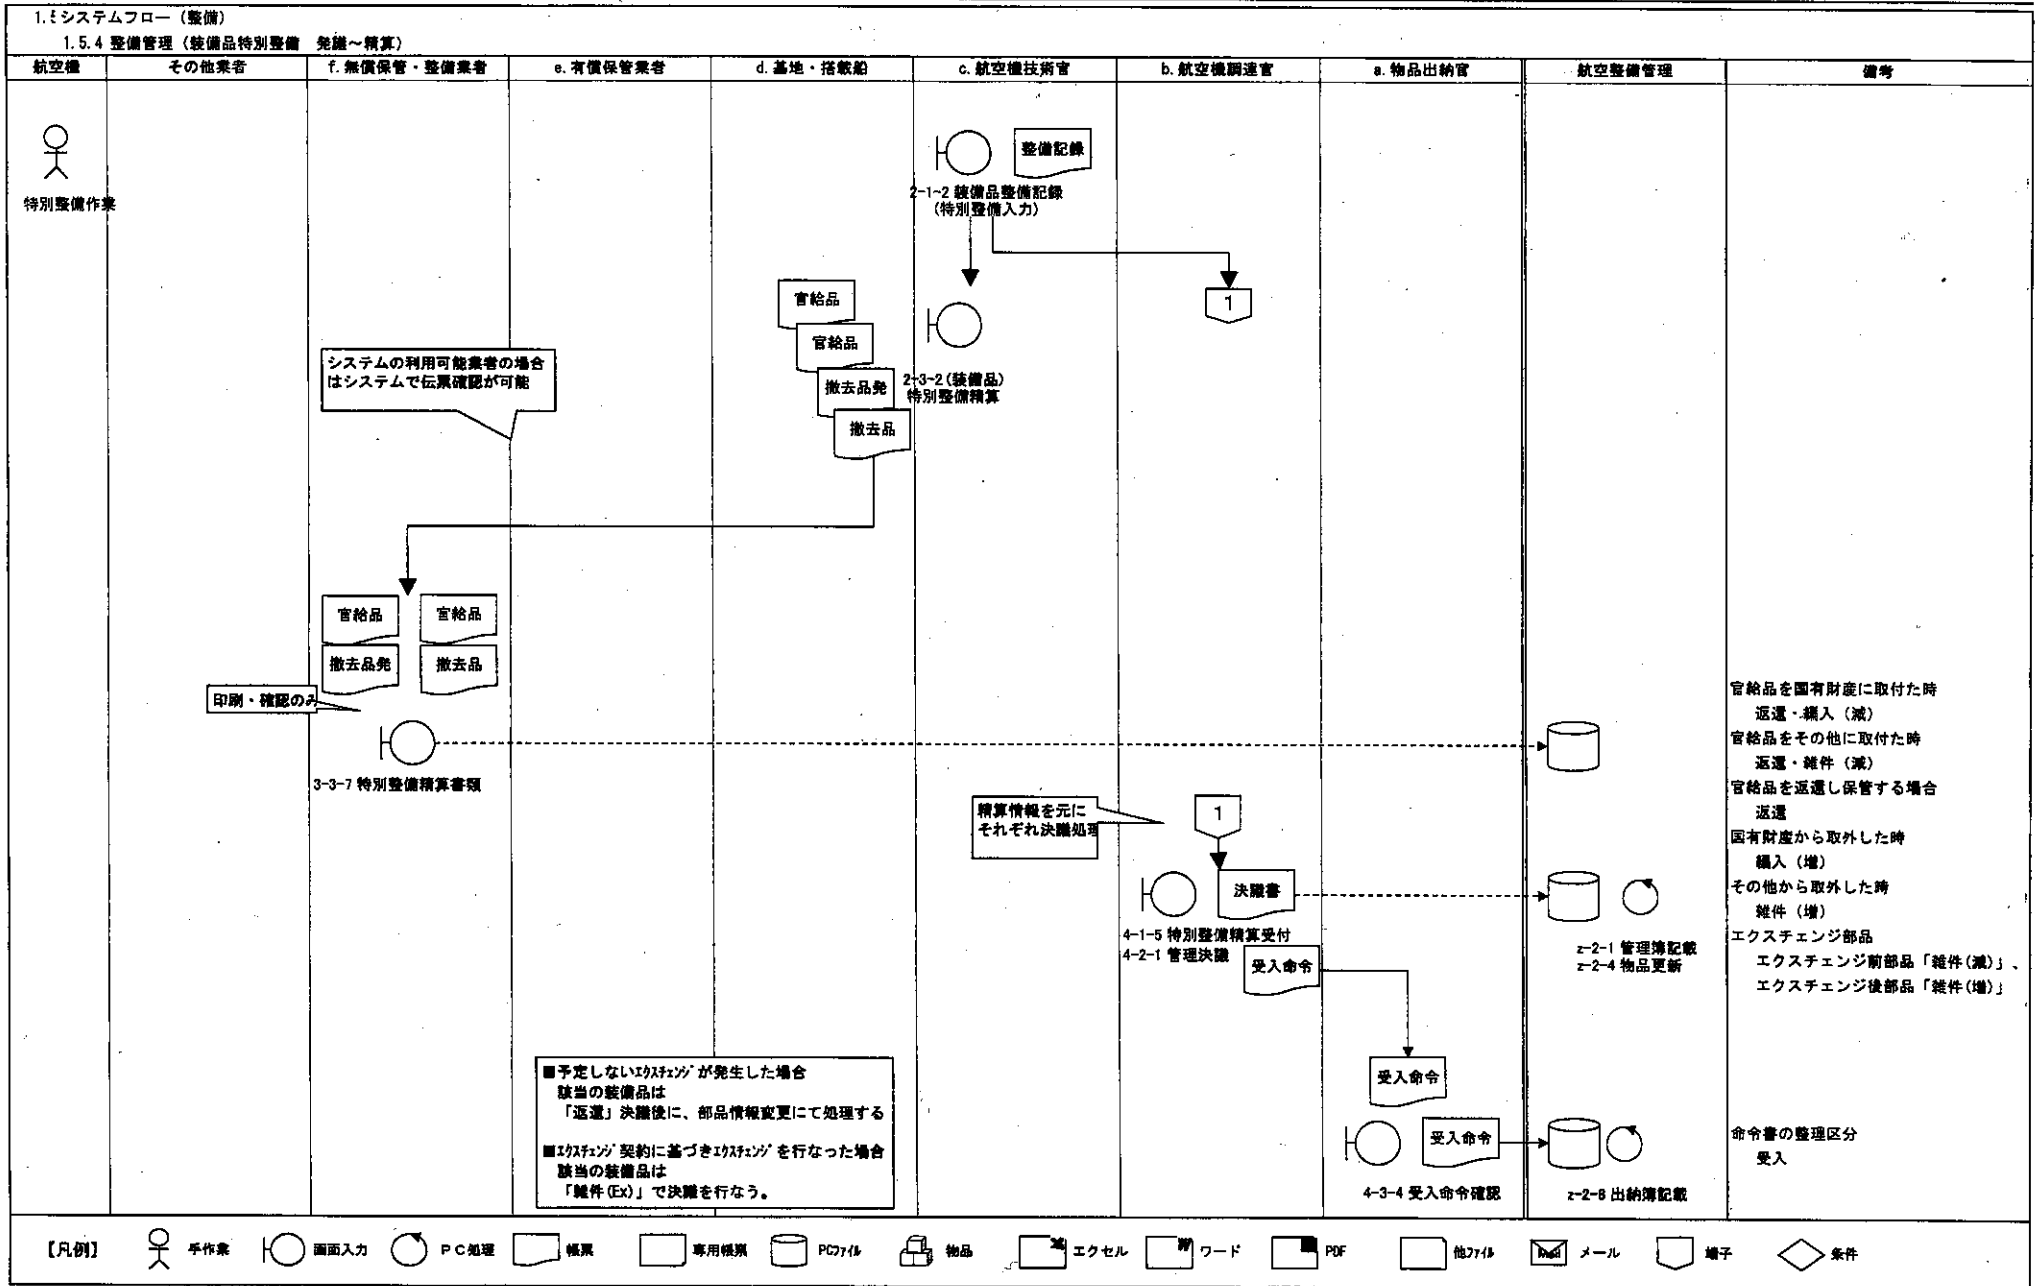 1.5 システムフロー（整備）
1.5.4 整備管理（装備品特別整備　発議～精算）
航空機
その他業者
f. 無償保管・整備業者
e. 有償保管業者
d. 基地・搭載船
c. 航空機技術官
b. 航空機調達官
a. 物品出納官
航空整備管理
備考
特別整備作業
整備記録
2-1~2 装備品整備記録
（特別整備入力）
1
官給品
官給品
撤去品発
撤去品
2-3-2 (装備品)
特別整備精算
システムの利用可能業者の場合
はシステムで伝票確認が可能
官給品
官給品
撤去品発
撤去品
印刷・確認のみ
3-3-7 特別整備精算書類
精算情報を元に
それぞれ決議処理
1
決議書
4-1-5 特別整備精算受付
4-2-1 管理決議
受入命令
z-2-1 管理簿記載
z-2-4 物品更新
官給品を国有財産に取付た時
返還・編入（減）
官給品をその他に取付た時
返還・雑件（減）
官給品を返還し保管する場合
返還
国有財産から取外した時
編入（増）
その他から取外した時
雑件（増）
エクスチェンジ部品
エクスチェンジ前部品「雑件(減)」、
エクスチェンジ後部品「雑件(増)」
■予定しないｴｸｽﾁｪﾝｼﾞが発生した場合
該当の装備品は
「返還」決議後に、部品情報変更にて処理する
■ｴｸｽﾁｪﾝｼﾞ契約に基づきｴｸｽﾁｪﾝｼﾞを行なった場合
該当の装備品は
「雑件(Ex)」で決議を行なう。
受入命令
受入命令
4-3-4 受入命令確認
z-2-6 出納簿記載
命令書の整理区分
受入
【凡例】
手作業
画面入力
ＰＣ処理
帳票
専用帳票
PCﾌｧｲﾙ
物品
エクセル
W
ワード
PDF
他ﾌｧｲﾙ
Mail
メール
端子
条件